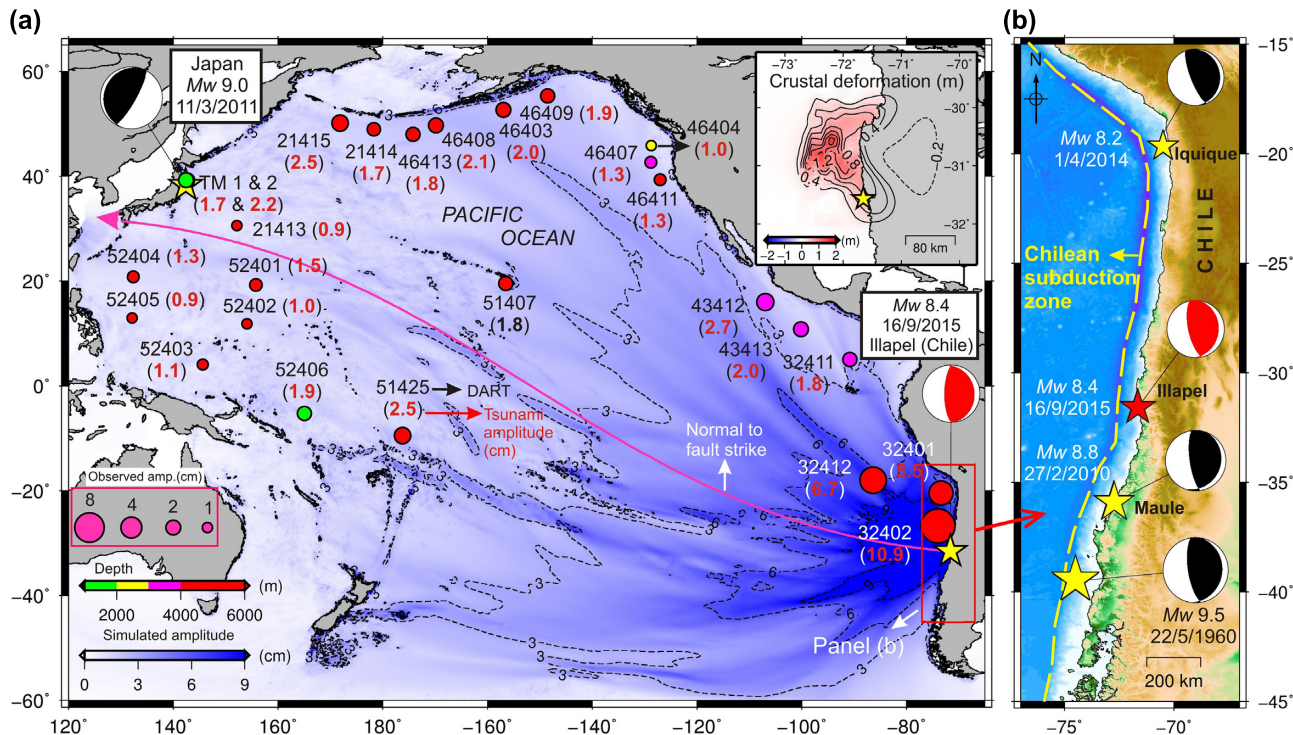 (a)
(b)
Japan
Mw 9.0
11/3/2011
TM 1 & 2
(1.7 & 2.2)
21413 (0.9)
21415
(2.5)
21414
(1.7)
46413
(1.8)
46408
(2.1)
46403
(2.0)
46409 (1.9)
46407
(1.3)
46404
(1.0)
46411
(1.3)
PACIFIC
OCEAN
52404 (1.3)
52401 (1.5)
52405 (0.9)
52402 (1.0)
52403
(1.1)
52406
(1.9)
51407
(1.8)
51425
(2.5)
DART
Tsunami
amplitude
(cm)
43412
(2.7)
43413
(2.0)
32411
(1.8)
Normal to
fault strike
32412
(6.7)
32401
(5.5)
32402
(10.9)
Panel (b)
Mw 8.4
16/9/2015
Illapel (Chile)
−73 −72 −71 −70
Crustal deformation (m)
−30
−31
−32
0.4
0.8
−0.2
−2 −1 0 1 2 (m)
80 km
3
6
9
Observed amp.(cm)
8 4 2 1
Depth
(m)
2000 4000 6000
Simulated amplitude
(cm)
0 3 6 9
60°
40°
20°
0°
−20°
−40°
−60°
120 140 160 180 −160 −140 −120 −100 −80
N
Mw 8.2
1/4/2014
Iquique
CHILE
Chilean
subduction
zone
Mw 8.4
16/9/2015
Illapel
Mw 8.8
27/2/2010
Maule
Mw 9.5
22/5/1960
200 km
−15°
−20°
−25°
−30°
−35°
−40°
−45°
−75 −70